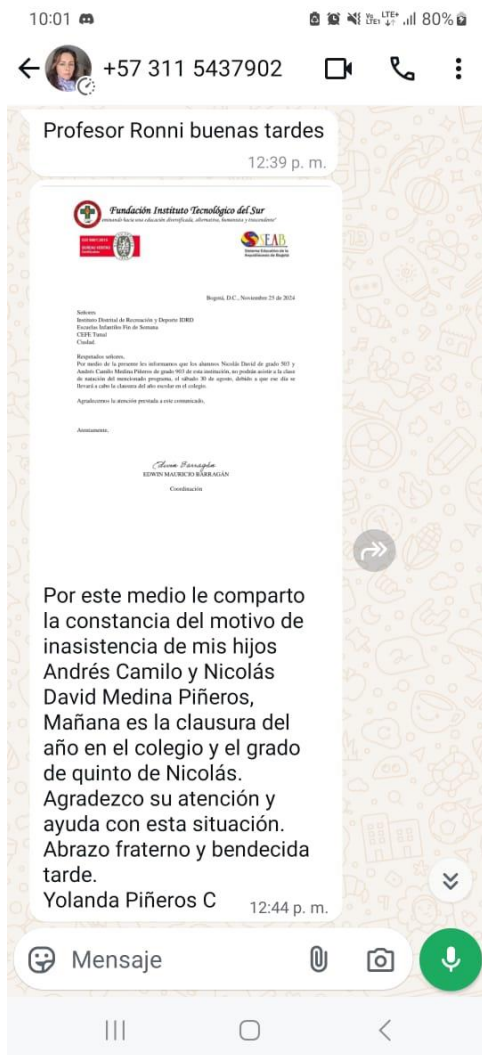 10:01
LTE+ 80%
+57 311 5437902
Profesor Ronni buenas tardes
12:39 p. m.
Fundación Instituto Tecnológico del Sur
SEAB
Bogotá, D.C., Noviembre 25 de 2024
Señores
Instituto Distrital de Recreación y Deporte IDRD
Escuelas Infantiles Fin de Semana
CEFE Tunal
Ciudad.
Respetados señores,
Por medio de la presente les informamos que los alumnos Nicolás David de grado 503 y
Andrés Camilo Medina Piñeros de grado 903 de esta institución, no podrán asistir a la clase
de natación del mencionado programa, el sábado 30 de agosto, debido a que ese día se
llevará a cabo la clausura del año escolar en el colegio.
Agradecemos la atención prestada a este comunicado,
Atentamente,
EDWIN MAURICIO BARRAGÁN
Coordinación
Por este medio le comparto
la constancia del motivo de
inasistencia de mis hijos
Andrés Camilo y Nicolás
David Medina Piñeros,
Mañana es la clausura del
año en el colegio y el grado
de quinto de Nicolás.
Agradezco su atención y
ayuda con esta situación.
Abrazo fraterno y bendecida
tarde.
Yolanda Piñeros C
12:44 p. m.
Mensaje